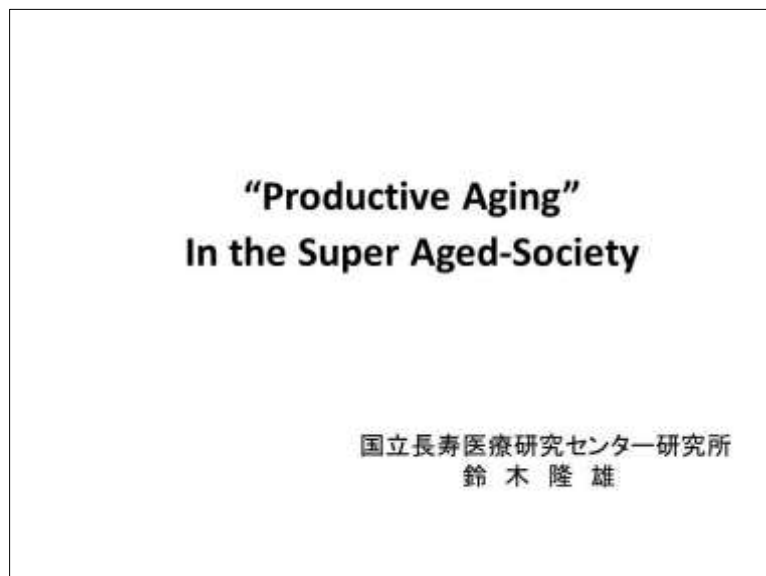 “Productive Aging”
In the Super Aged-Society
国立長寿医療研究センター研究所
鈴 木 隆 雄